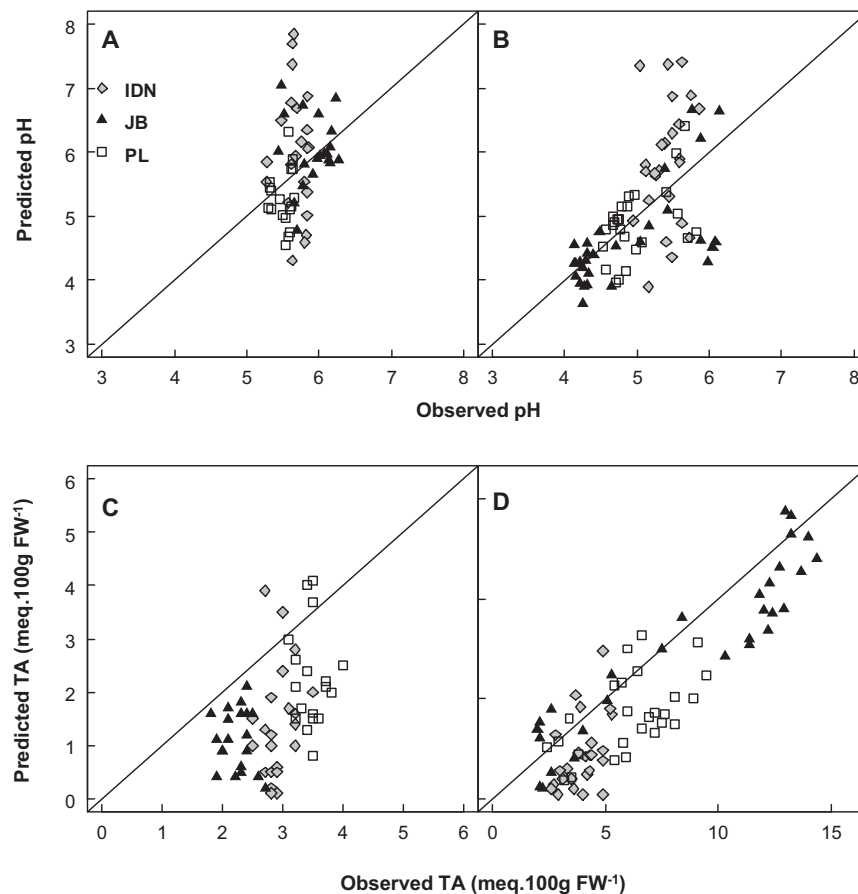 A
B
IDN
JB
PL
Predicted pH
8
7
6
5
4
3
3 4 5 6 7 8
3 4 5 6 7 8
Observed pH
C
D
Predicted TA (meq.100g FW-1)
6
5
4
3
2
1
0
0 1 2 3 4 5 6
0 5 10 15
Observed TA (meq.100g FW-1)